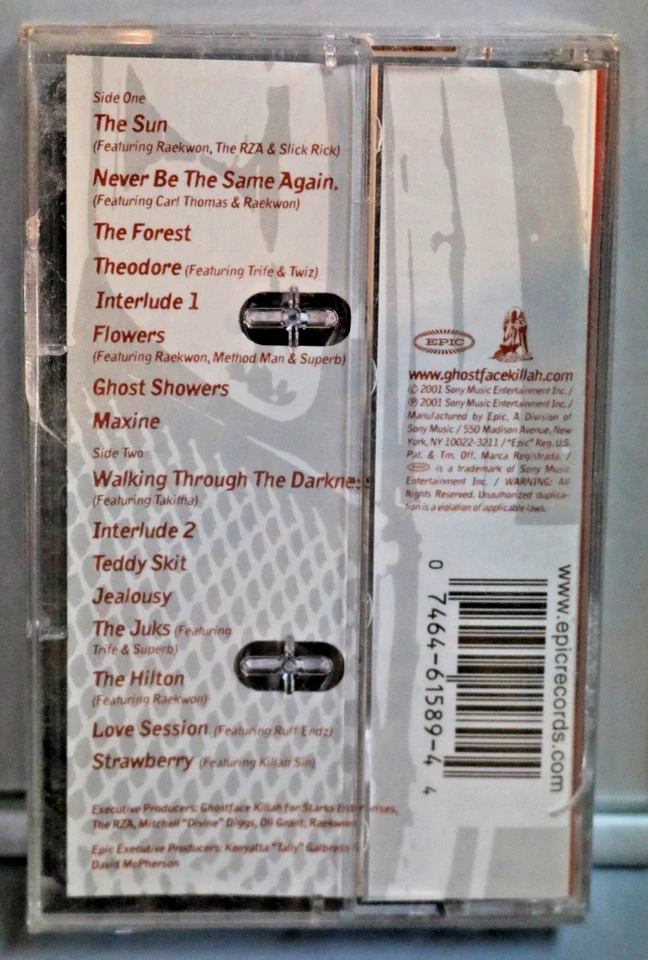 Side One
The Sun
(Featuring Raekwon, The RZA & Slick Rick)
Never Be The Same Again.
(Featuring Carl Thomas & Raekwon)
The Forest
Theodore (Featuring Trife & Twiz)
Interlude 1
Flowers
(Featuring Raekwon, Method Man & Superb)
Ghost Showers
Maxine
Side Two
Walking Through The Darkness
(Featuring Takitha)
Interlude 2
Teddy Skit
Jealousy
The Juks (Featuring
Trife & Superb)
The Hilton
(Featuring Raekwon)
Love Session (Featuring Ruff Endz)
Strawberry (Featuring Killah Sin)
Executive Producers: Ghostface Killah for Starks Enterprises,
The RZA, Mitchell "Divine" Diggs, Oli Grant, Raekwon
Epic Executive Producers: Kenyatta "Tally" Galbreth
David McPherson
EPIC
www.ghostfacekillah.com
© 2001 Sony Music Entertainment Inc. /
℗ 2001 Sony Music Entertainment Inc. /
Manufactured by Epic, A Division of
Sony Music / 550 Madison Avenue, New
York, NY 10022-3211 / "Epic" Reg. U.S.
Pat. & Tm. Off. Marca Registrada. /
is a trademark of Sony Music
Entertainment Inc. / WARNING: All
Rights Reserved. Unauthorized duplica-
tion is a violation of applicable laws.
0 7464-61589-4 4
www.epicrecords.com